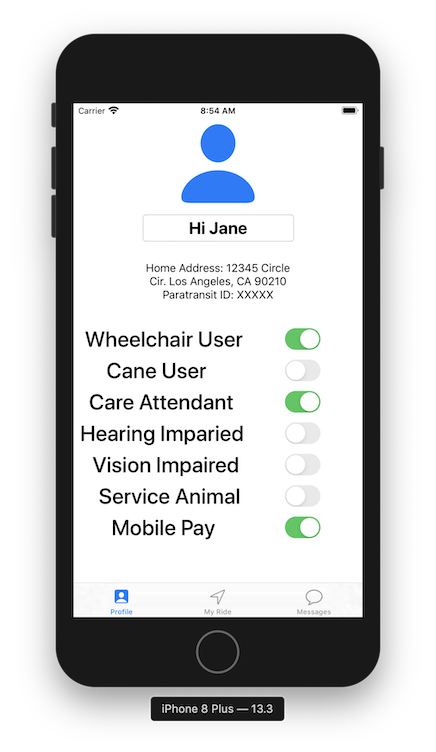 Carrier 8:54 AM
Hi Jane
Home Address: 12345 Circle
Cir. Los Angeles, CA 90210
Paratransit ID: XXXXX
Wheelchair User
Cane User
Care Attendant
Hearing Imparied
Vision Impaired
Service Animal
Mobile Pay
Profile My Ride Messages
iPhone 8 Plus — 13.3